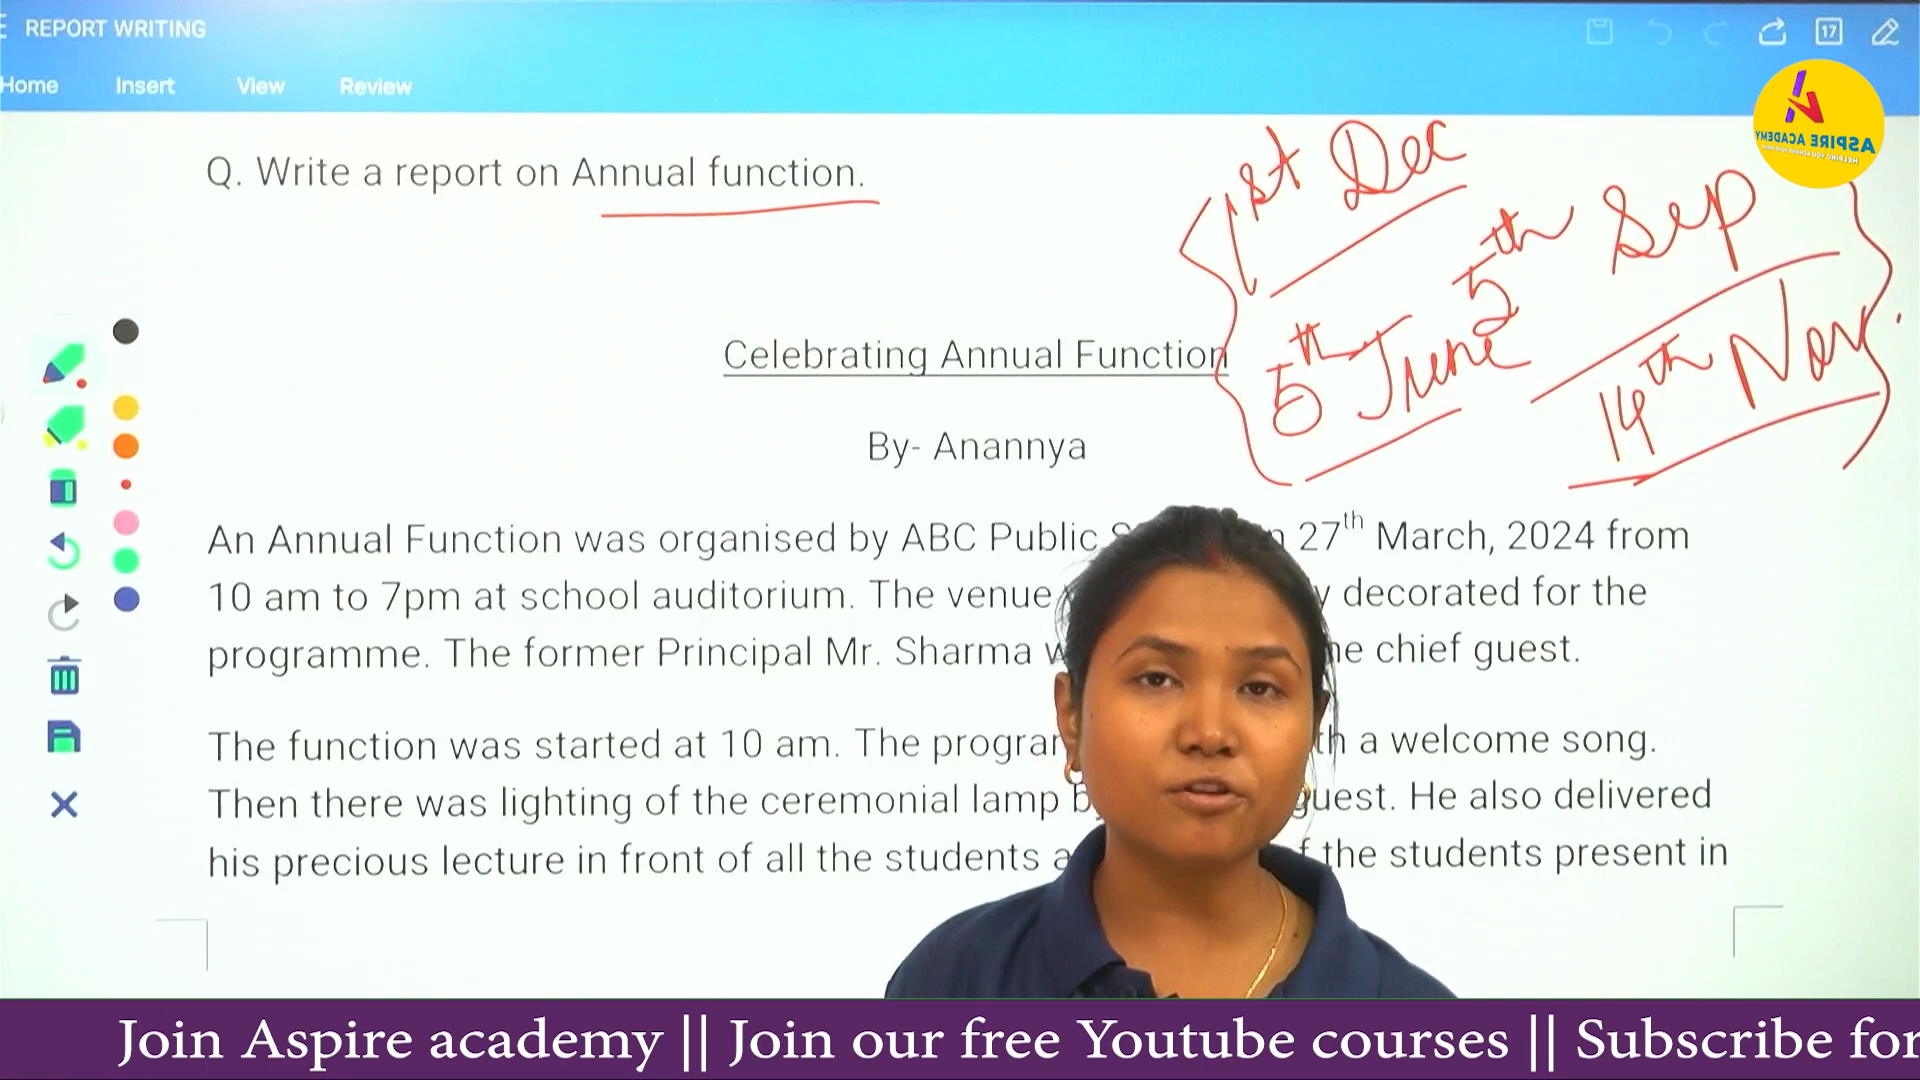 REPORT WRITING
17
Home Insert View Review
ASPIRE ACADEMY
Q. Write a report on Annual function.
1st Dec
5th Sep
5th June
14th Nov.
Celebrating Annual Function
By- Anannya
An Annual Function was organised by ABC Public 27th March, 2024 from
10 am to 7pm at school auditorium. The venue decorated for the
programme. The former Principal Mr. Sharma chief guest.
The function was started at 10 am. The a welcome song.
Then there was lighting of the ceremonial lamp guest. He also delivered
his precious lecture in front of all the students the students present in
Join Aspire academy || Join our free Youtube courses || Subscribe for